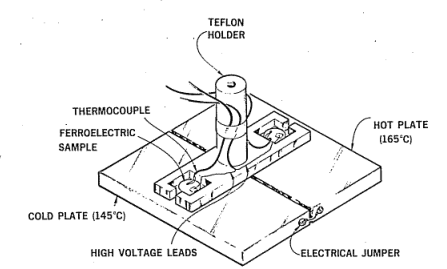 TEFLON
HOLDER
THERMOCOUPLE
FERROELECTRIC
SAMPLE
HOT PLATE
(165°C)
COLD PLATE (145°C)
HIGH VOLTAGE LEADS
ELECTRICAL JUMPER